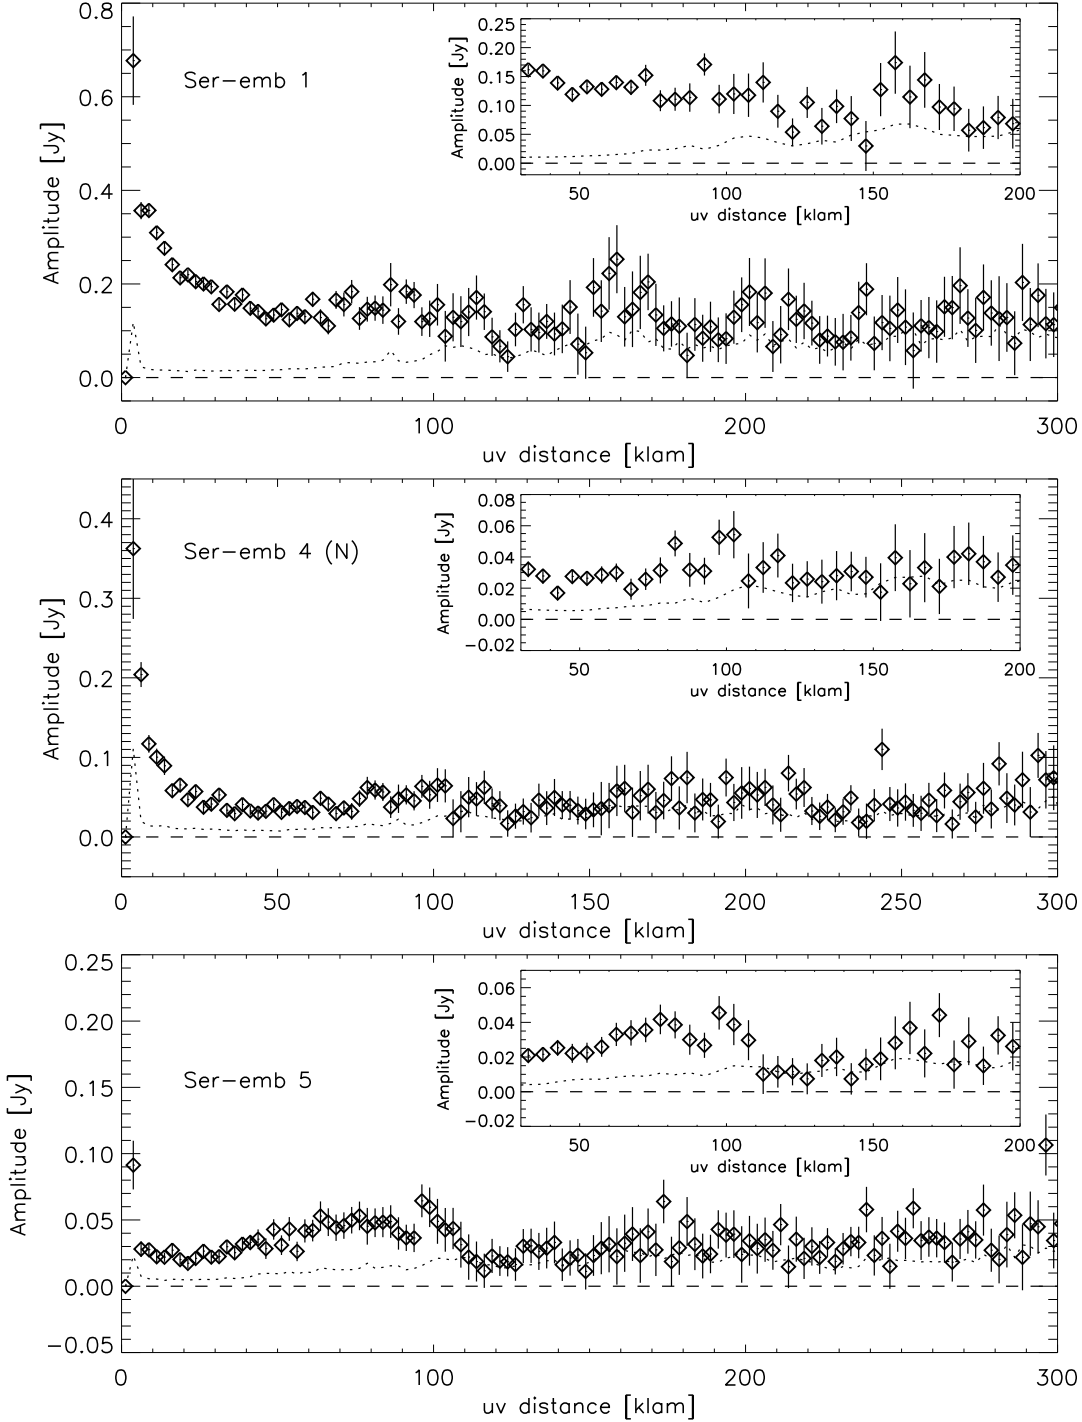 Ser-emb 1
Amplitude [Jy]
0.8
0.6
0.4
0.2
0.0
0 100 200 300
uv distance [klam]
Amplitude [Jy]
0.25
0.20
0.15
0.10
0.05
0.00
50 100 150 200
uv distance [klam]
Ser-emb 4 (N)
Amplitude [Jy]
0.4
0.3
0.2
0.1
0.0
0 50 100 150 200 250 300
uv distance [klam]
Amplitude [Jy]
0.08
0.06
0.04
0.02
0.00
-0.02
50 100 150 200
uv distance [klam]
Ser-emb 5
Amplitude [Jy]
0.25
0.20
0.15
0.10
0.05
0.00
-0.05
0 100 200 300
uv distance [klam]
Amplitude [Jy]
0.06
0.04
0.02
0.00
-0.02
50 100 150 200
uv distance [klam]